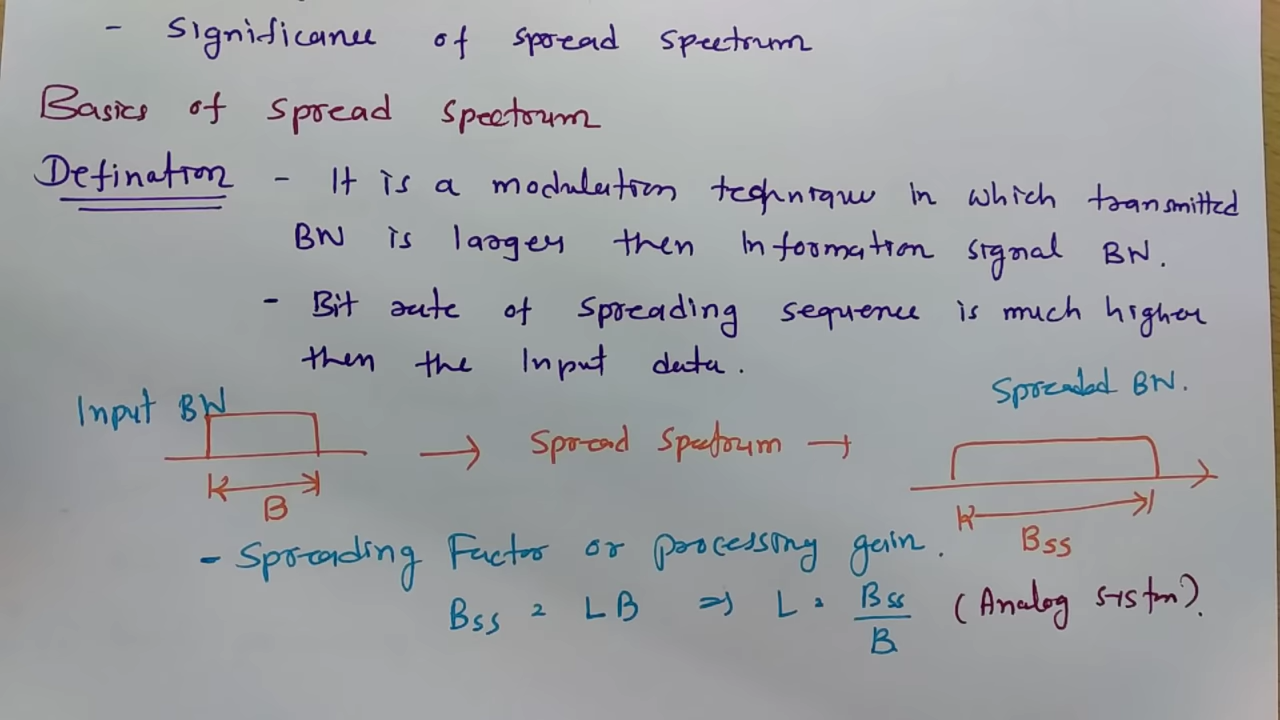 - Significance of spread spectrum
Basics of spread spectrum
Defination - It is a modulation technique in which transmitted
BW is larger then Information signal BW.
- Bit rate of spreading sequence is much higher
then the Input data.
Input BW
Spreaded BW.
→ Spread Spectrum →
B
Bss
- Spreading Factor or processing gain.
Bss = LB ⇒ L = Bss/B (Analog system).